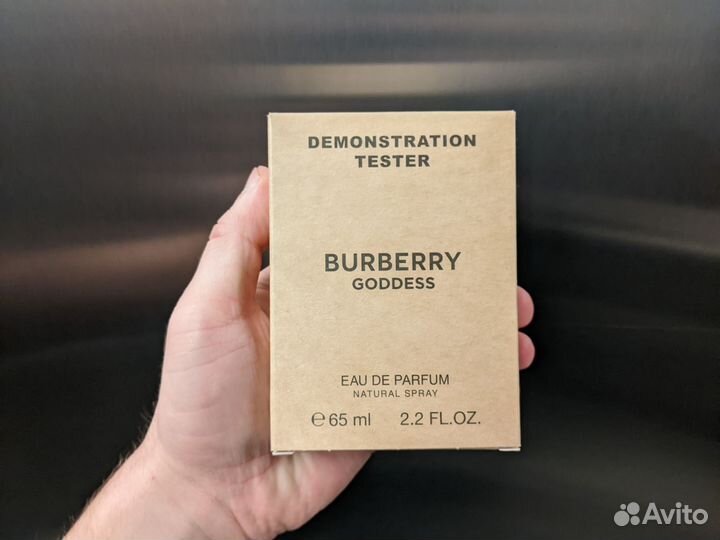 DEMONSTRATION
TESTER
BURBERRY
GODDESS
EAU DE PARFUM
NATURAL SPRAY
℮ 65 ml 2.2 FL.OZ.
Avito